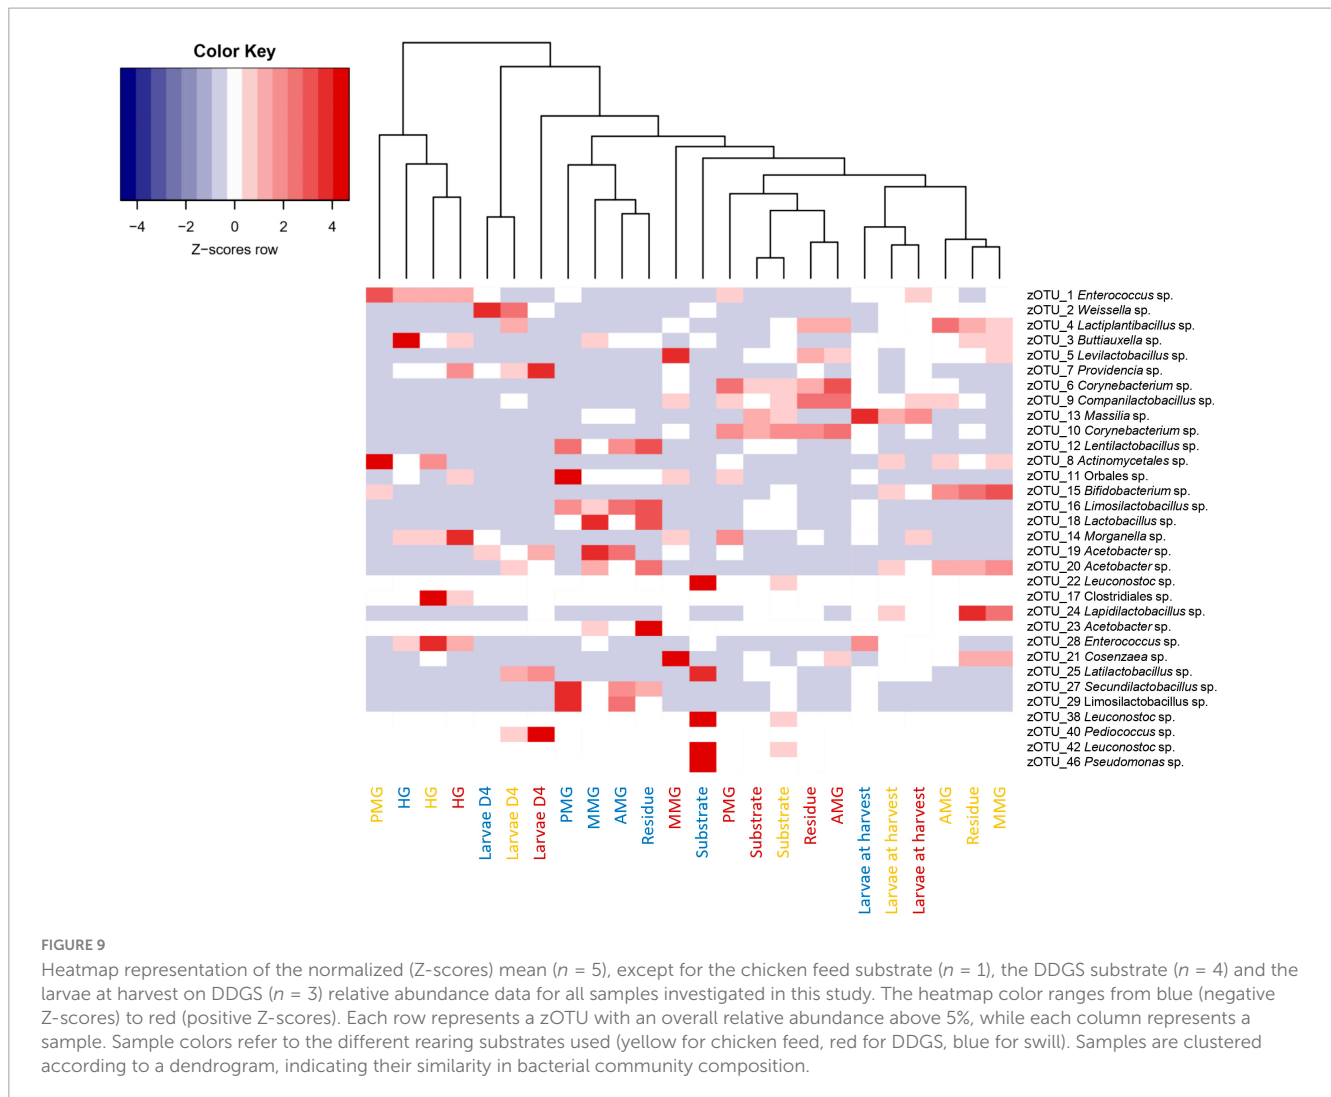 Color Key
−4 −2 0 2 4
Z−scores row
zOTU_1 Enterococcus sp.
zOTU_2 Weissella sp.
zOTU_4 Lactiplantibacillus sp.
zOTU_3 Buttiauxella sp.
zOTU_5 Levilactobacillus sp.
zOTU_7 Providencia sp.
zOTU_6 Corynebacterium sp.
zOTU_9 Companilactobacillus sp.
zOTU_13 Massilia sp.
zOTU_10 Corynebacterium sp.
zOTU_12 Lentilactobacillus sp.
zOTU_8 Actinomycetales sp.
zOTU_11 Orbales sp.
zOTU_15 Bifidobacterium sp.
zOTU_16 Limosilactobacillus sp.
zOTU_18 Lactobacillus sp.
zOTU_14 Morganella sp.
zOTU_19 Acetobacter sp.
zOTU_20 Acetobacter sp.
zOTU_22 Leuconostoc sp.
zOTU_17 Clostridiales sp.
zOTU_24 Lapidilactobacillus sp.
zOTU_23 Acetobacter sp.
zOTU_28 Enterococcus sp.
zOTU_21 Cosenzaea sp.
zOTU_25 Latilactobacillus sp.
zOTU_27 Secundilactobacillus sp.
zOTU_29 Limosilactobacillus sp.
zOTU_38 Leuconostoc sp.
zOTU_40 Pediococcus sp.
zOTU_42 Leuconostoc sp.
zOTU_46 Pseudomonas sp.
PMG
HG
HG
HG
Larvae D4
Larvae D4
Larvae D4
PMG
MMG
AMG
Residue
MMG
Substrate
PMG
Substrate
Substrate
Residue
AMG
Larvae at harvest
Larvae at harvest
Larvae at harvest
AMG
Residue
MMG
FIGURE 9
Heatmap representation of the normalized (Z-scores) mean (n = 5), except for the chicken feed substrate (n = 1), the DDGS substrate (n = 4) and the
larvae at harvest on DDGS (n = 3) relative abundance data for all samples investigated in this study. The heatmap color ranges from blue (negative
Z-scores) to red (positive Z-scores). Each row represents a zOTU with an overall relative abundance above 5%, while each column represents a
sample. Sample colors refer to the different rearing substrates used (yellow for chicken feed, red for DDGS, blue for swill). Samples are clustered
according to a dendrogram, indicating their similarity in bacterial community composition.